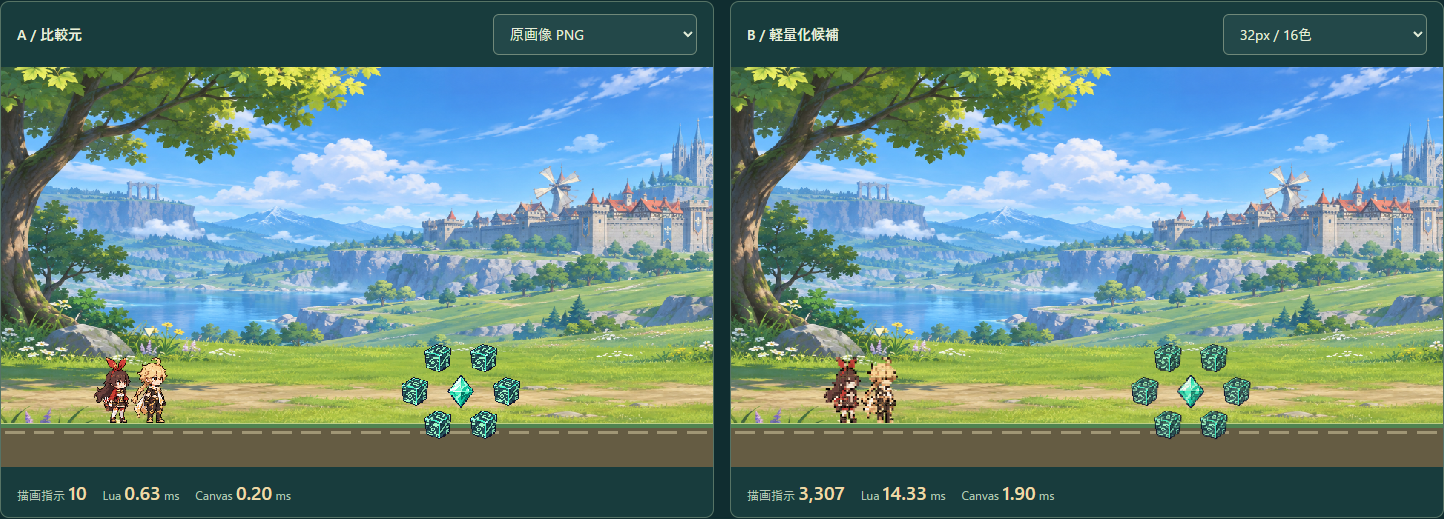 A / 比較元
原画像 PNG
B / 軽量化候補
32px / 16色
描画指示 10 Lua 0.63 ms Canvas 0.20 ms
描画指示 3,307 Lua 14.33 ms Canvas 1.90 ms